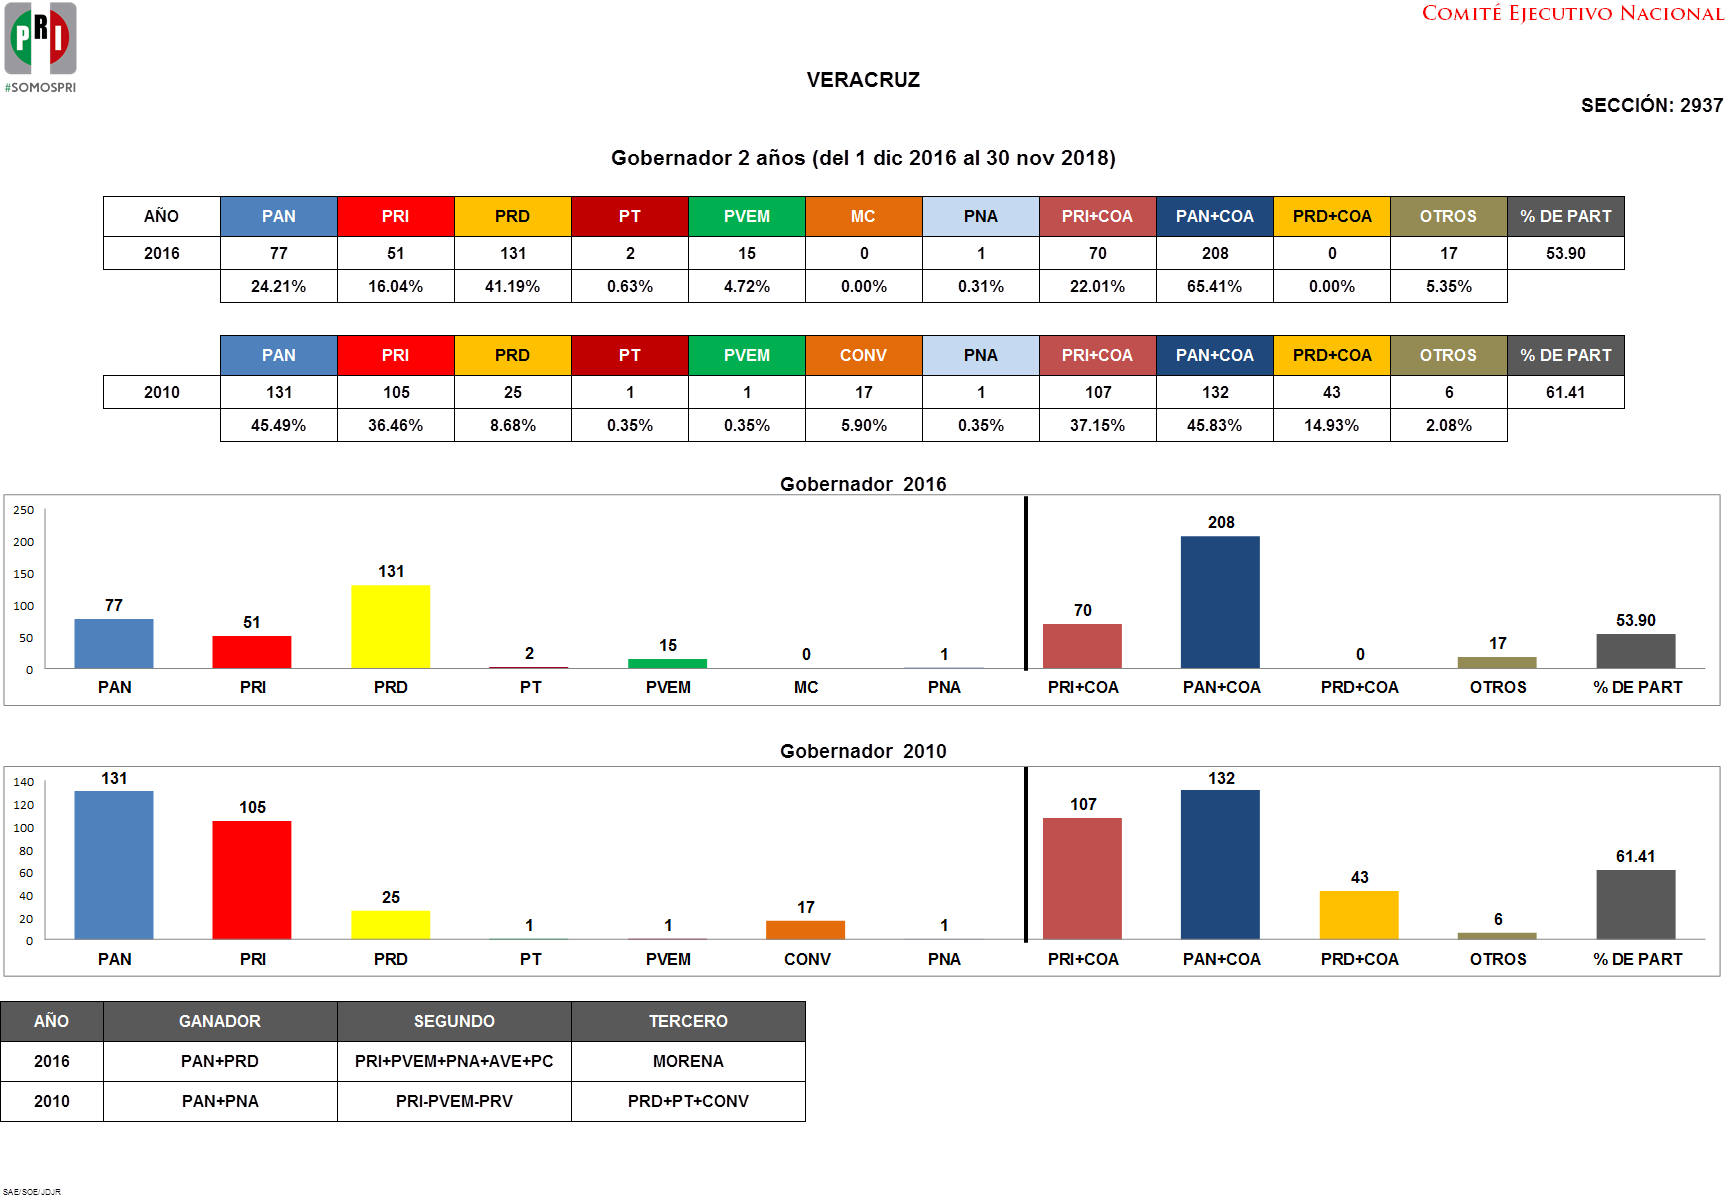 PRI
#SOMOSPRI
COMITÉ EJECUTIVO NACIONAL
VERACRUZ
SECCIÓN: 2937
Gobernador 2 años (del 1 dic 2016 al 30 nov 2018)
AÑO PAN PRI PRD PT PVEM MC PNA PRI+COA PAN+COA PRD+COA OTROS % DE PART
2016 77 51 131 2 15 0 1 70 208 0 17 53.90
24.21% 16.04% 41.19% 0.63% 4.72% 0.00% 0.31% 22.01% 65.41% 0.00% 5.35%
PAN PRI PRD PT PVEM CONV PNA PRI+COA PAN+COA PRD+COA OTROS % DE PART
2010 131 105 25 1 1 17 1 107 132 43 6 61.41
45.49% 36.46% 8.68% 0.35% 0.35% 5.90% 0.35% 37.15% 45.83% 14.93% 2.08%
Gobernador 2016
250
200
150
100
50
0
77 51 131 2 15 0 1 70 208 0 17 53.90
PAN PRI PRD PT PVEM MC PNA PRI+COA PAN+COA PRD+COA OTROS % DE PART
Gobernador 2010
140
120
100
80
60
40
20
0
131 105 25 1 1 17 1 107 132 43 6 61.41
PAN PRI PRD PT PVEM CONV PNA PRI+COA PAN+COA PRD+COA OTROS % DE PART
AÑO GANADOR SEGUNDO TERCERO
2016 PAN+PRD PRI+PVEM+PNA+AVE+PC MORENA
2010 PAN+PNA PRI-PVEM-PRV PRD+PT+CONV
SAE/SOE/JDJR